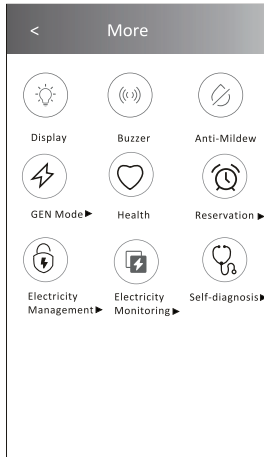 < More
Display Buzzer Anti-Mildew
GEN Mode▶ Health Reservation ▶
Electricity Electricity Self-diagnosis▶
Management▶ Monitoring ▶